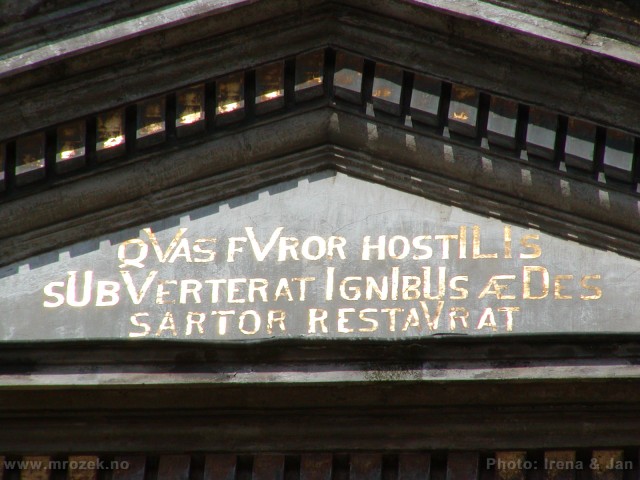 QVAS FVROR HOSTILIS
SUBVERTERAT IGNIBUS ÆDES
SARTOR RESTAVRAT
www.mrozek.no
Photo: Irena & Jan